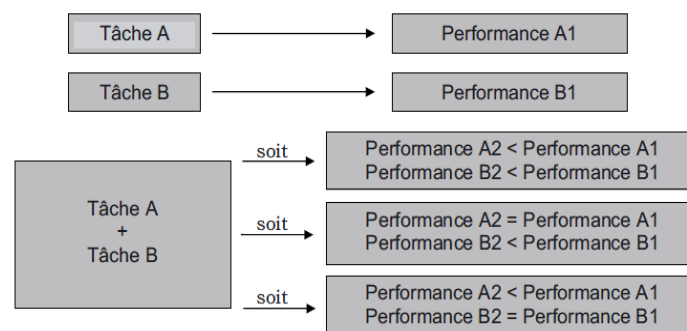 Tâche A
Performance A1
Tâche B
Performance B1
Tâche A
+
Tâche B
soit
Performance A2 < Performance A1
Performance B2 < Performance B1
soit
Performance A2 = Performance A1
Performance B2 < Performance B1
soit
Performance A2 < Performance A1
Performance B2 = Performance B1